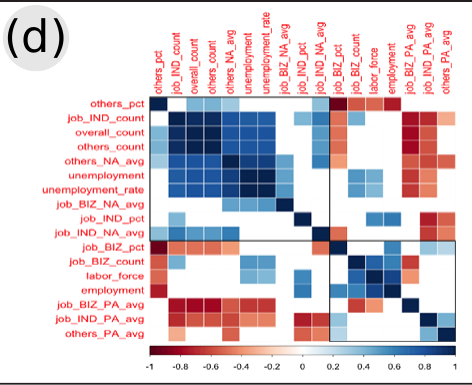 (d)
others_pct
job_IND_count
overall_count
others_count
others_NA_avg
unemployment
unemployment_rate
job_BIZ_NA_avg
job_IND_pct
job_IND_NA_avg
job_BIZ_pct
job_BIZ_count
labor_force
employment
job_BIZ_PA_avg
job_IND_PA_avg
others_PA_avg
others_pct
job_IND_count
overall_count
others_count
others_NA_avg
unemployment
unemployment_rate
job_BIZ_NA_avg
job_IND_pct
job_IND_NA_avg
job_BIZ_pct
job_BIZ_count
labor_force
employment
job_BIZ_PA_avg
job_IND_PA_avg
others_PA_avg
-1 -0.8 -0.6 -0.4 -0.2 0 0.2 0.4 0.6 0.8 1